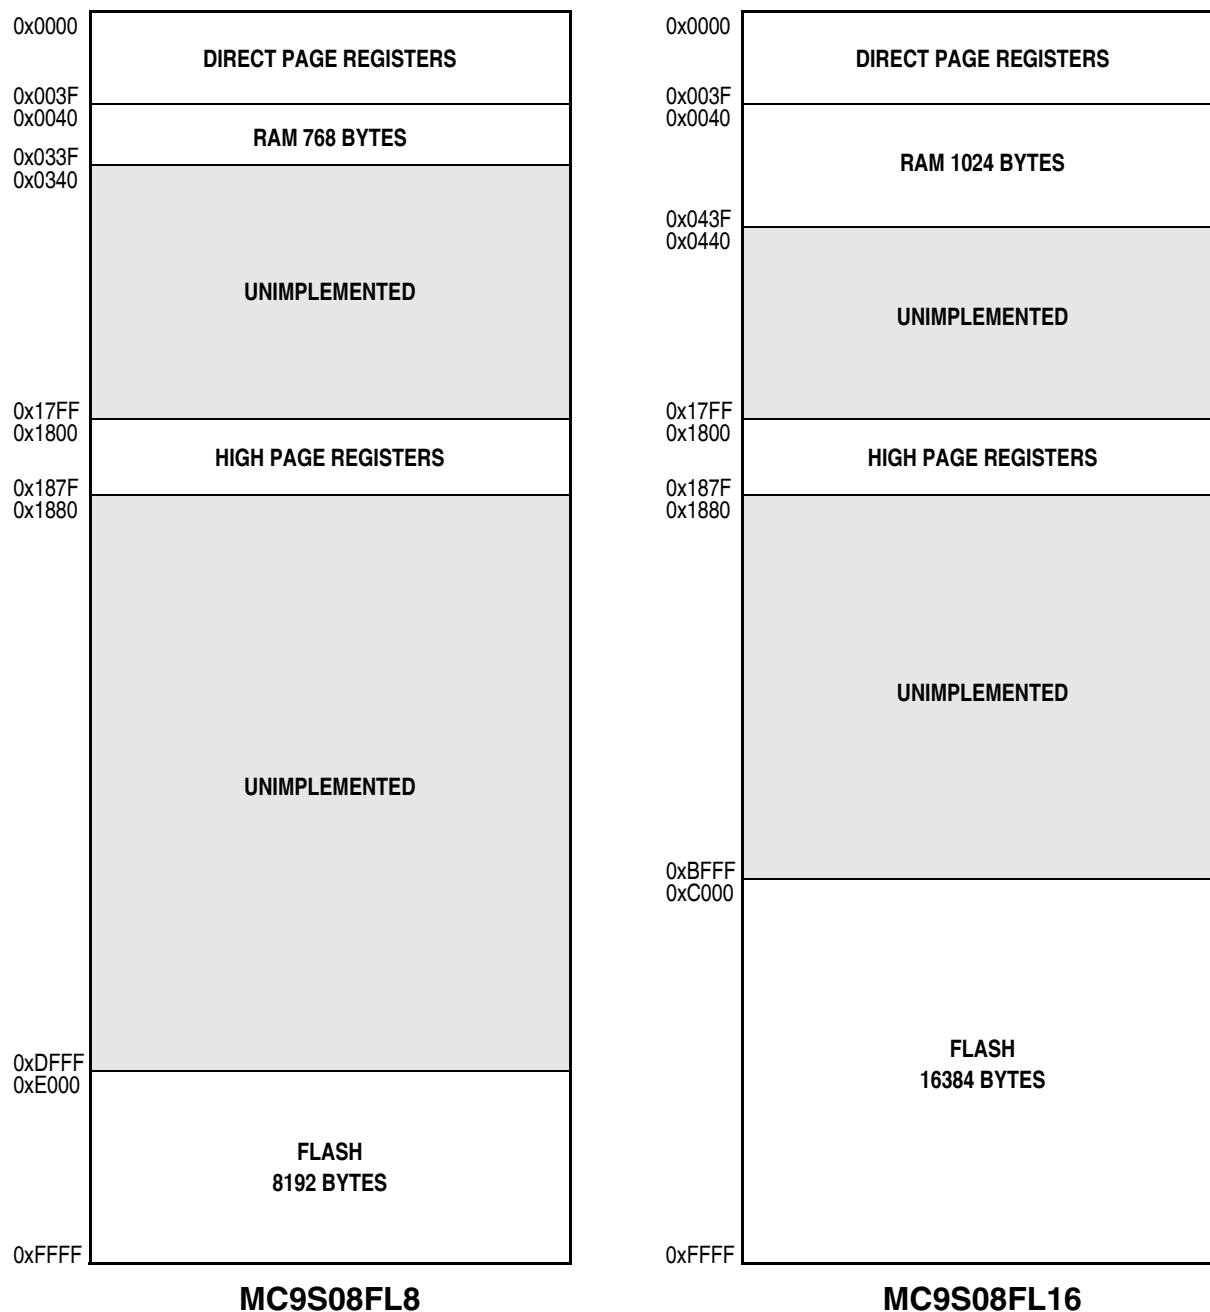 0x0000
DIRECT PAGE REGISTERS
0x003F
0x0040
RAM 768 BYTES
0x033F
0x0340
UNIMPLEMENTED
0x17FF
0x1800
HIGH PAGE REGISTERS
0x187F
0x1880
UNIMPLEMENTED
0xDFFF
0xE000
FLASH
8192 BYTES
0xFFFF
MC9S08FL8
0x0000
DIRECT PAGE REGISTERS
0x003F
0x0040
RAM 1024 BYTES
0x043F
0x0440
UNIMPLEMENTED
0x17FF
0x1800
HIGH PAGE REGISTERS
0x187F
0x1880
UNIMPLEMENTED
0xBFFF
0xC000
FLASH
16384 BYTES
0xFFFF
MC9S08FL16